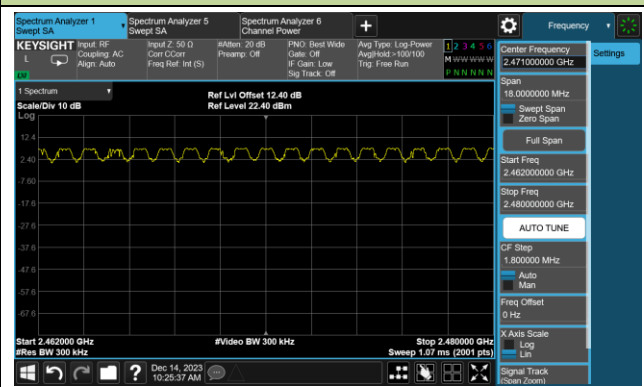 Spectrum Analyzer 1
Swept SA
Spectrum Analyzer 5
Swept SA
Spectrum Analyzer 6
Channel Power
+
Frequency
KEYSIGHT
L
LXI
Input: RF
Coupling: AC
Align: Auto
Input Z: 50 Ω
Corr CCorr
Freq Ref: Int (S)
#Atten: 20 dB
Preamp: Off
PNO: Best Wide
Gate: Off
IF Gain: Low
Sig Track: Off
Avg Type: Log-Power
Avg|Hold:>100/100
Trig: Free Run
1 2 3 4 5 6
M W W W W W
P N N N N N
Center Frequency
2.471000000 GHz
Settings
Span
18.0000000 MHz
Swept Span
Zero Span
Full Span
Start Freq
2.462000000 GHz
Stop Freq
2.480000000 GHz
AUTO TUNE
CF Step
1.800000 MHz
Auto
Man
Freq Offset
0 Hz
X Axis Scale
Log
Lin
Signal Track
(Span Zoom)
1 Spectrum
Scale/Div 10 dB
Log
Ref Lvl Offset 12.40 dB
Ref Level 22.40 dBm
12.4
2.40
-7.60
-17.6
-27.6
-37.6
-47.6
-57.6
-67.6
Start 2.462000 GHz
#Res BW 300 kHz
#Video BW 300 kHz
Stop 2.480000 GHz
Sweep 1.07 ms (2001 pts)
?
Dec 14, 2023
10:25:37 AM